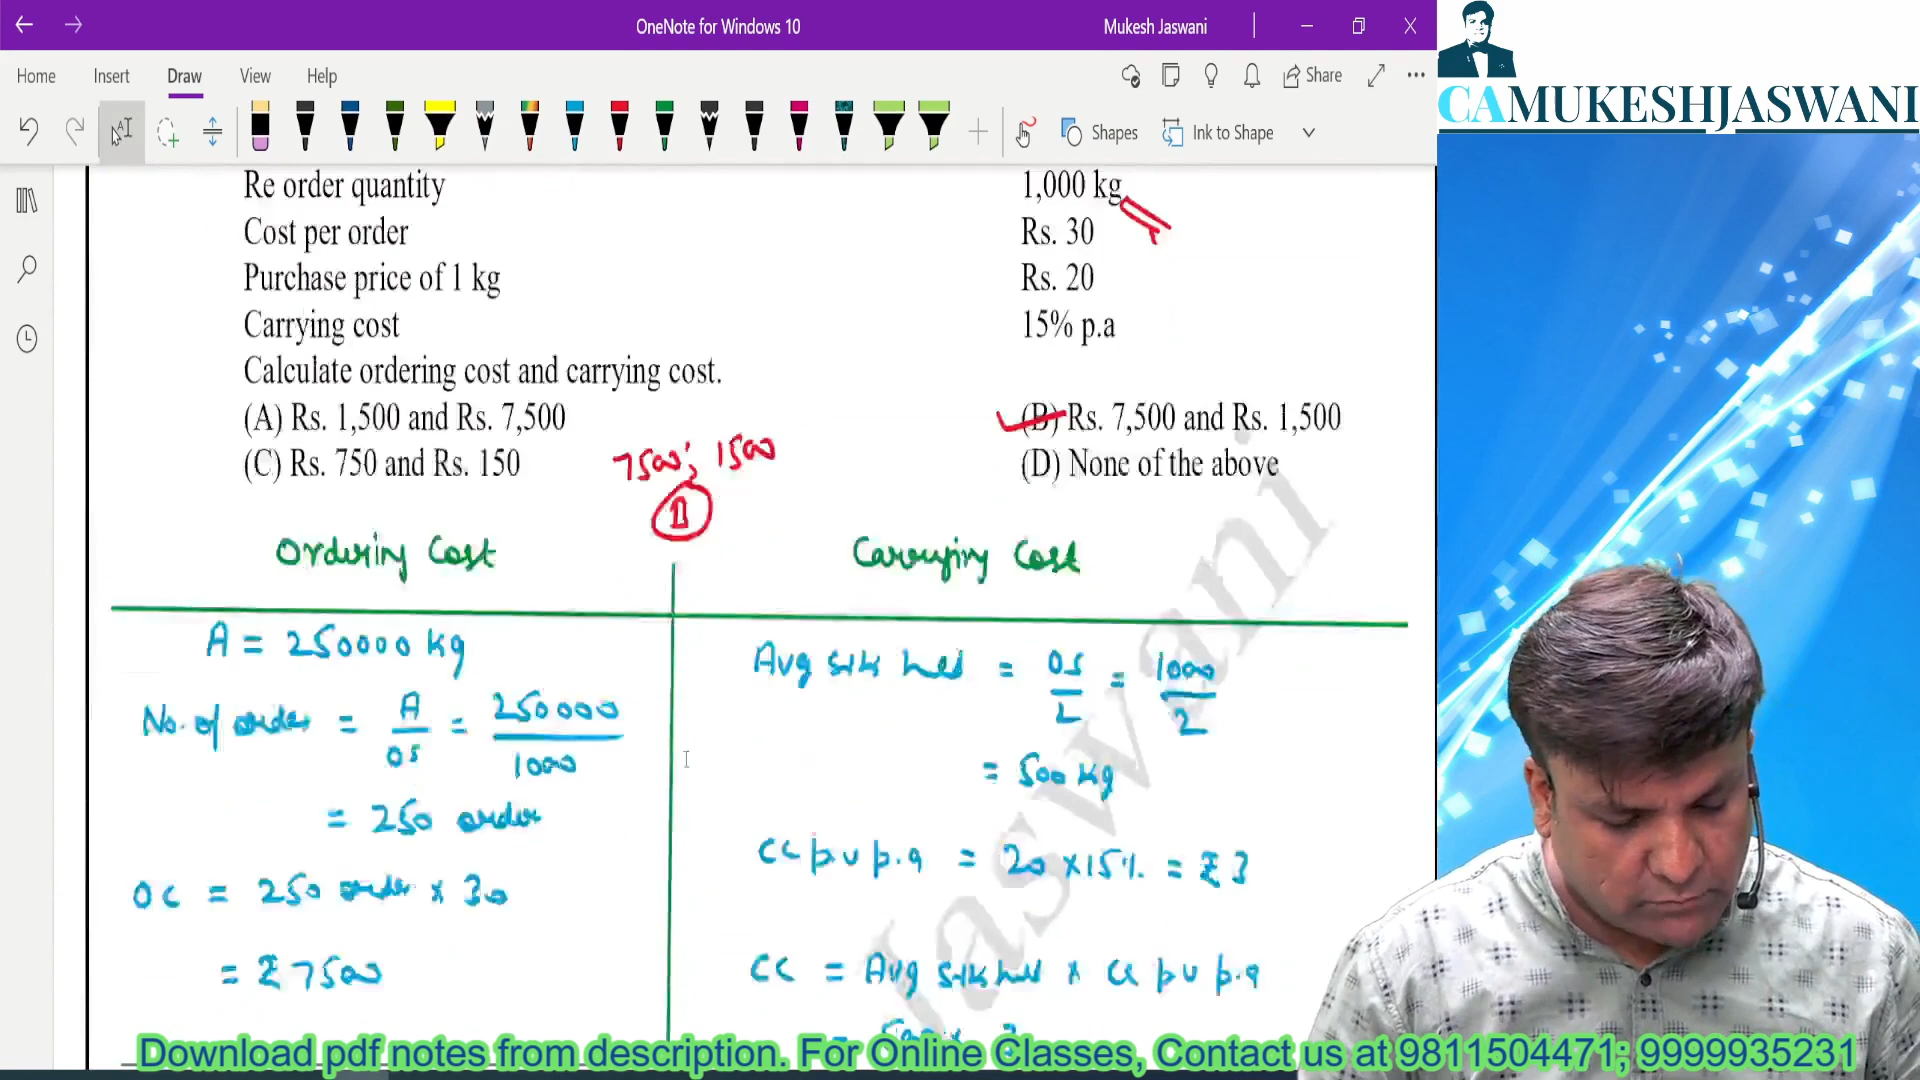 OneNote for Windows 10
Mukesh Jaswani
Home Insert Draw View Help
Share
Shapes Ink to Shape
CAMUKESHJASWANI
Re order quantity 1,000 kg
Cost per order Rs. 30
Purchase price of 1 kg Rs. 20
Carrying cost 15% p.a
Calculate ordering cost and carrying cost.
(A) Rs. 1,500 and Rs. 7,500 (B) Rs. 7,500 and Rs. 1,500
(C) Rs. 750 and Rs. 150 (D) None of the above
7500; 1500
1
Ordering Cost
A = 250000 kg
No. of order = A/OS = 250000/1000
= 250 order
OC = 250 order x 30
= ₹ 7500
Carrying Cost
Avg stk held = OS/2 = 1000/2
= 500 kg
CC p u p.a = 20 x 15% = ₹ 3
CC = Avg stk held x CC p u p.a
= 500 x 3
Jaswani
Download pdf notes from description. For Online Classes, Contact us at 9811504471; 9999935231